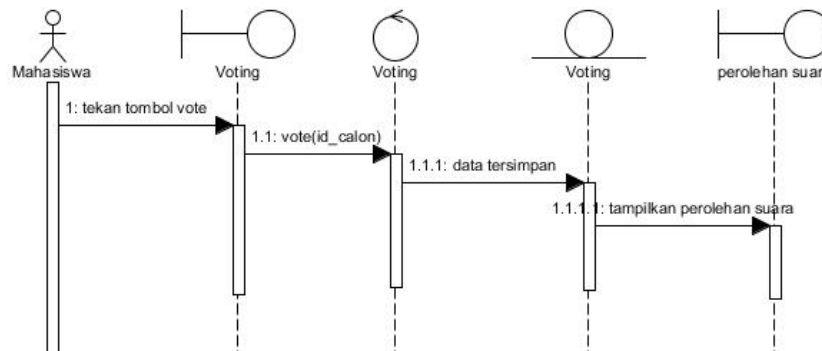 Mahasiswa
Voting
Voting
Voting
perolehan suar
1: tekan tombol vote
1.1: vote(id_calon)
1.1.1: data tersimpan
1.1.1.1: tampilkan perolehan suara